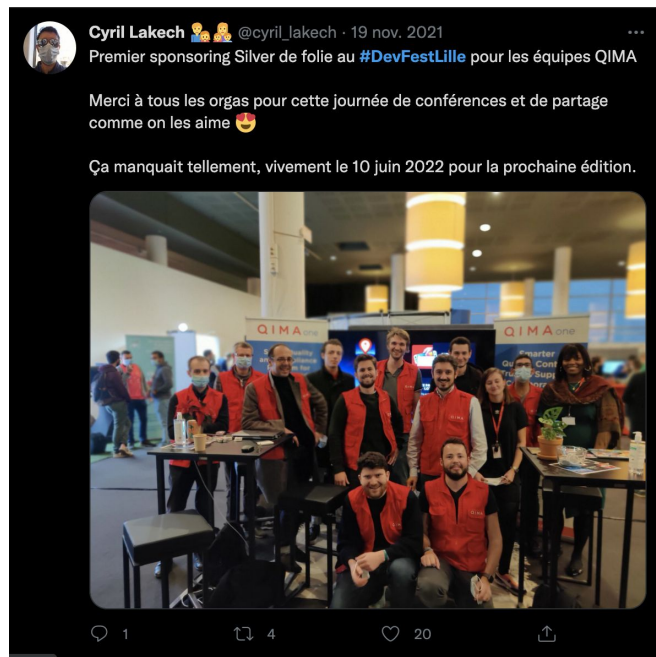 Cyril Lakech 👨‍👧👩‍👧‍👦 @cyril_lakech · 19 nov. 2021
Premier sponsoring Silver de folie au #DevFestLille pour les équipes QIMA
Merci à tous les orgas pour cette journée de conférences et de partage
comme on les aime 😍
Ça manquait tellement, vivement le 10 juin 2022 pour la prochaine édition.
QIMAone
QIMAone
Smarter
QIMA
QIMA
1
4
20